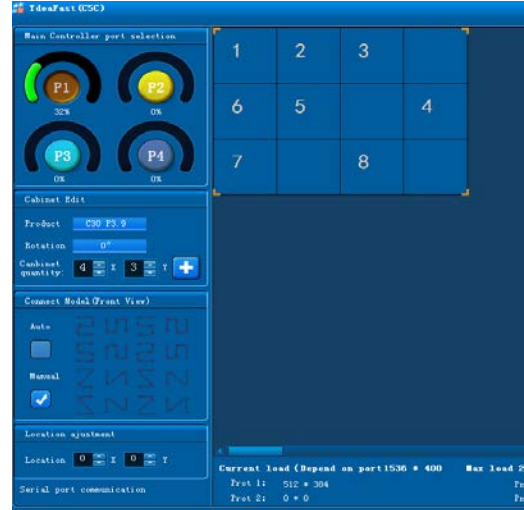 YdeaFast(C5C)
Main Controller port selection
P1
P2
32%
0%
P3
P4
0%
0%
Cabinet Edit
Product C30 P3.9
Rotation 0°
Canbinet quantity: 4 X 3 Y
Connect Model(Front View)
Auto
Manual
Location ajustment
Location 0 X 0 Y
Serial port communication
1 2 3
6 5 4
7 8
Current load (Depend on port1536 * 400 Max load 2
Prot 1: 512 * 384
Prot 2: 0 * 0